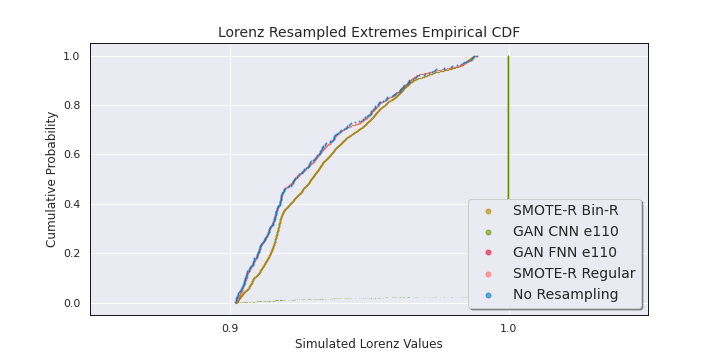 Lorenz Resampled Extremes Empirical CDF
Cumulative Probability
1.0
0.8
0.6
0.4
0.2
0.0
SMOTE-R Bin-R
GAN CNN e110
GAN FNN e110
SMOTE-R Regular
No Resampling
0.9
1.0
Simulated Lorenz Values